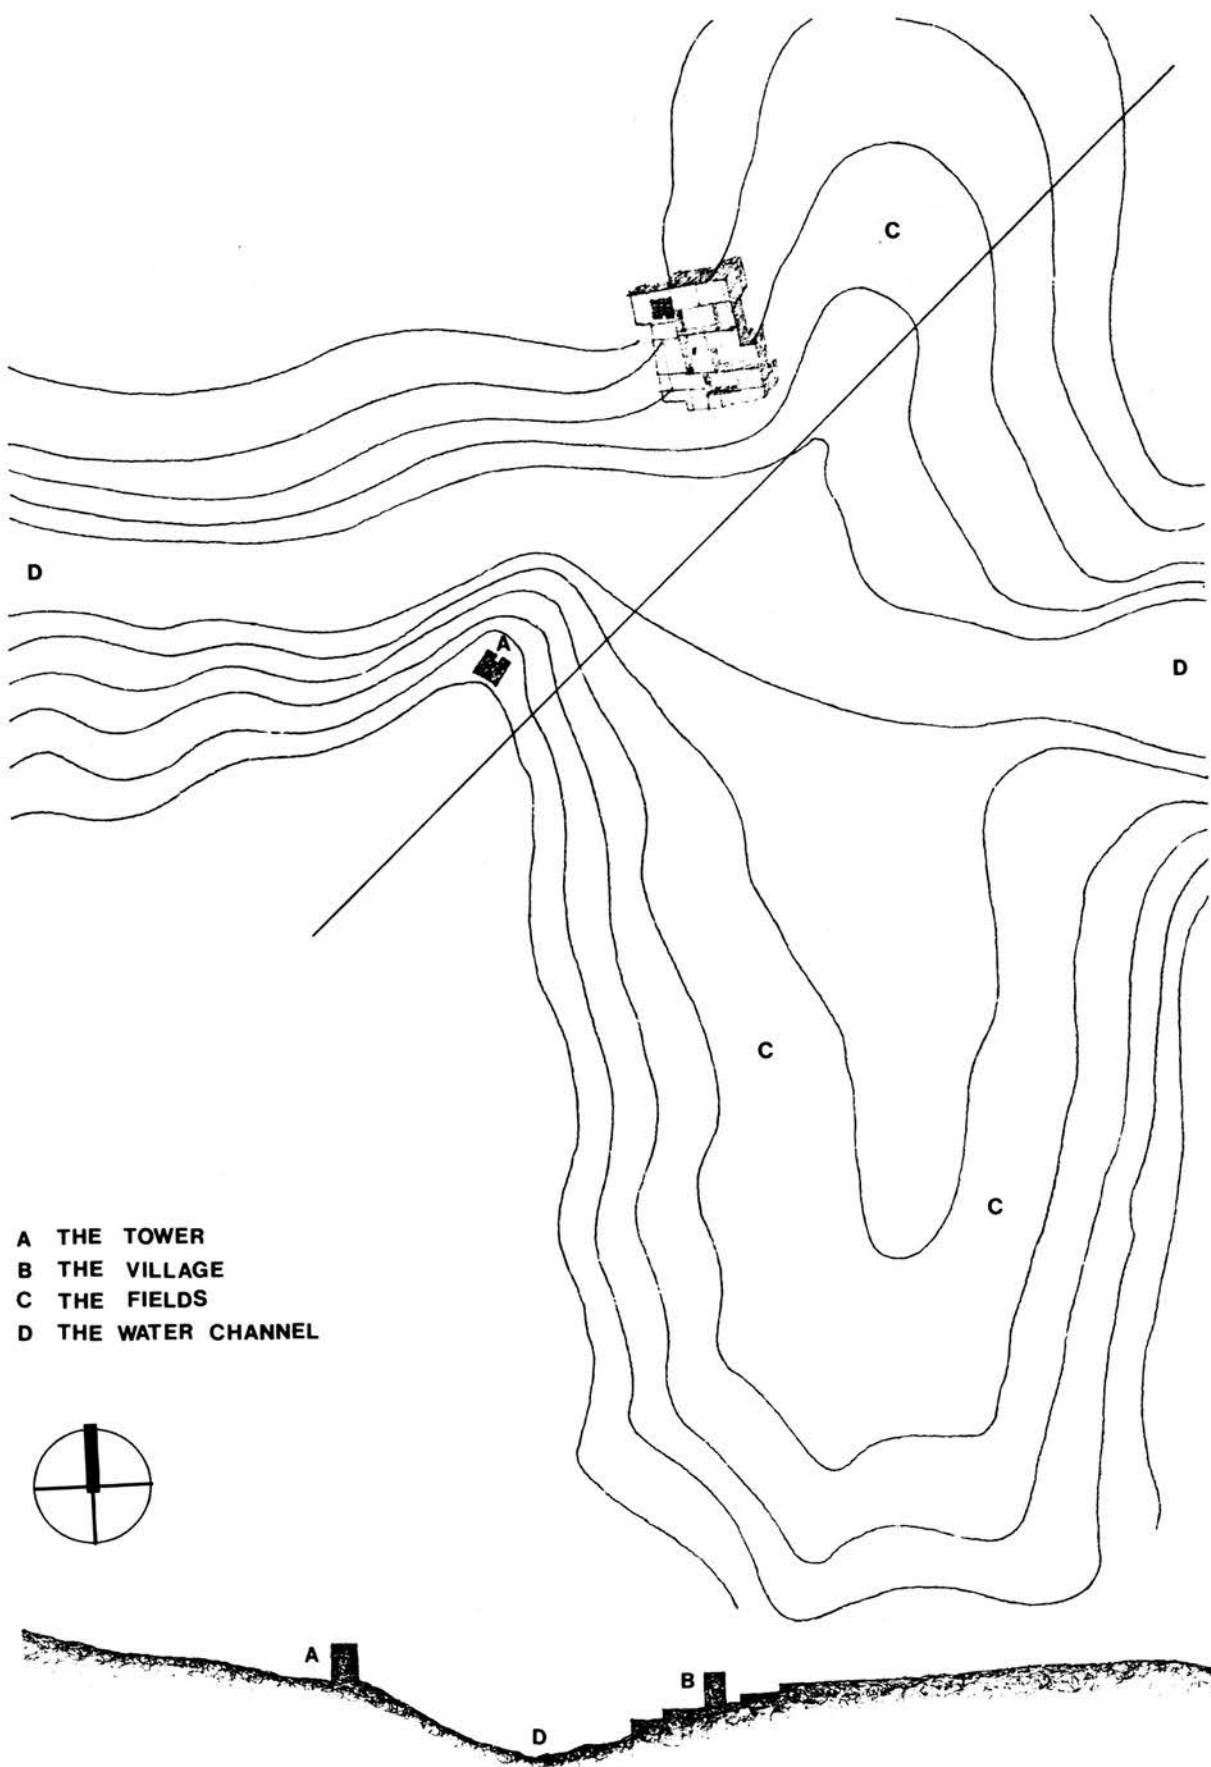 C
D
A
D
C
C
A THE TOWER
B THE VILLAGE
C THE FIELDS
D THE WATER CHANNEL
A
B
D